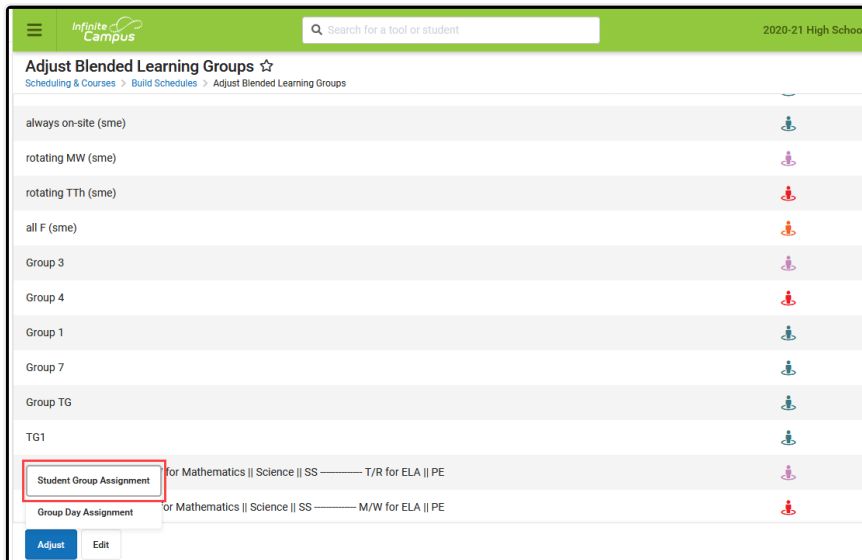 Infinite Campus
Search for a tool or student
2020-21 High Schoo
Adjust Blended Learning Groups
Scheduling & Courses > Build Schedules > Adjust Blended Learning Groups
always on-site (sme)
rotating MW (sme)
rotating TTh (sme)
all F (sme)
Group 3
Group 4
Group 1
Group 7
Group TG
TG1
Student Group Assignment
for Mathematics || Science || SS ------------- T/R for ELA || PE
Group Day Assignment
or Mathematics || Science || SS ------------- M/W for ELA || PE
Adjust Edit